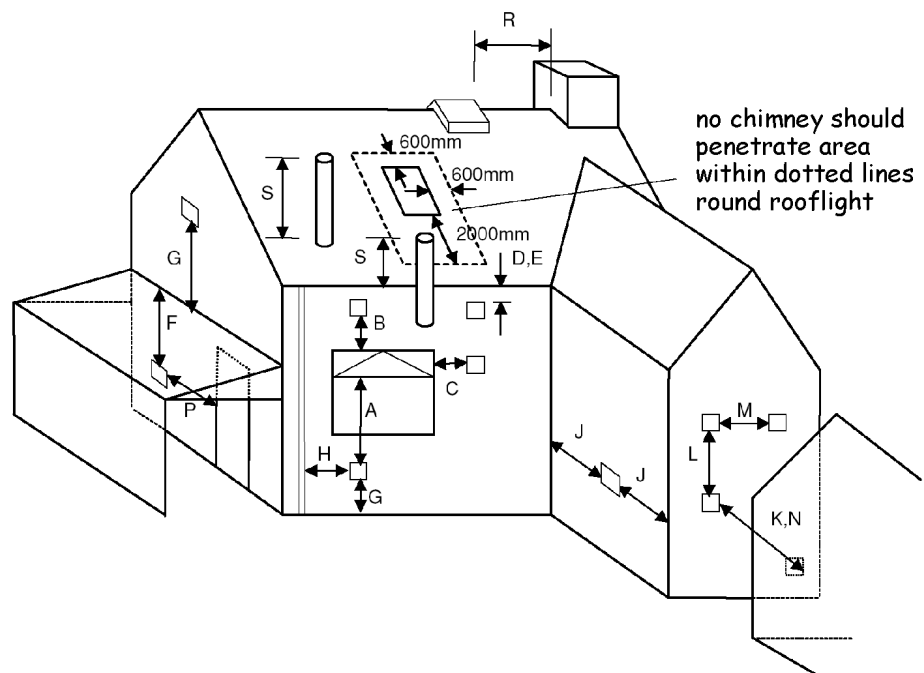 R
no chimney should
penetrate area
within dotted lines
round rooflight
600mm
600mm
S
2000mm
S
G
D,E
F
B
C
P
A
M
J
H
L
J
G
K,N